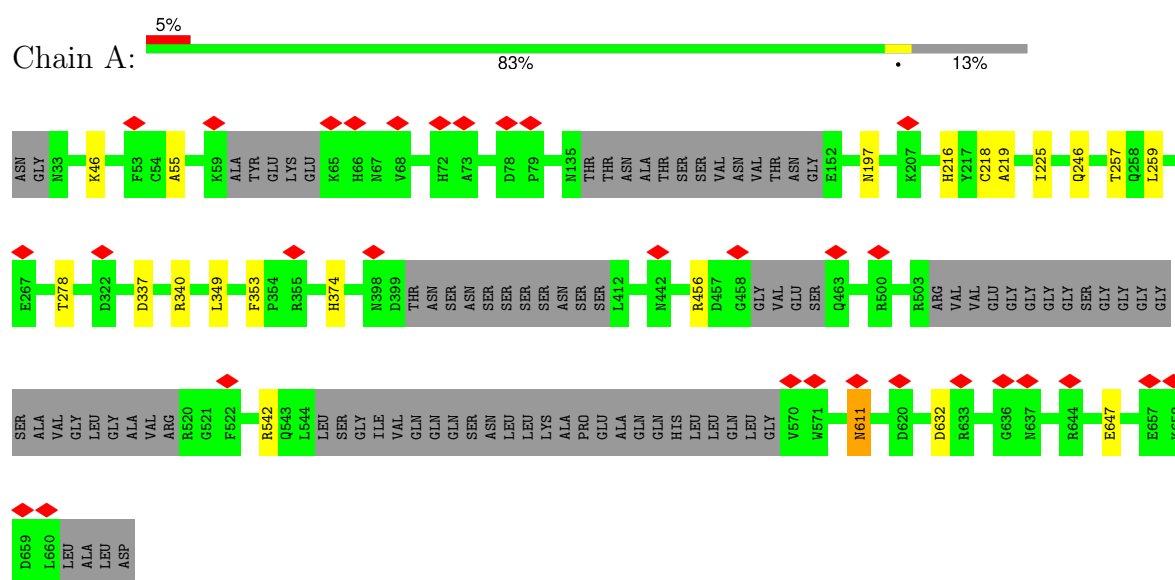 5%
Chain A:
83%
•
13%
ASN GLY N33 K46 F53 C54 A55 K59 ALA TYR GLU LYS GLU K65 H66 N67 V68 H72 A73 D78 P79 N135 THR THR ASN ALA THR SER SER VAL ASN VAL THR ASN GLY E152 N197 K207 H216 Y217 C218 A219 I225 Q246 T257 Q258 L259
E267 T278 D322 D337 R340 L349 F353 P354 R355 H374 N398 D399 THR ASN SER ASN SER SER SER SER ASN SER SER L412 N442 R456 D457 G458 GLY VAL GLU SER Q463 R500 R503 ARG VAL VAL GLU GLY GLY GLY GLY SER GLY GLY GLY GLY
SER ALA VAL GLY LEU GLY ALA VAL ARG R520 G521 F522 R542 Q543 L544 LEU SER GLY ILE VAL GLN GLN GLN SER ASN LEU LEU LYS ALA PRO GLU ALA GLN GLN HIS LEU LEU GLN LEU GLY V570 W571 N611 D620 D632 R633 G636 N637 R644 E647 E657 K658
D659 L660 LEU ALA LEU ASP